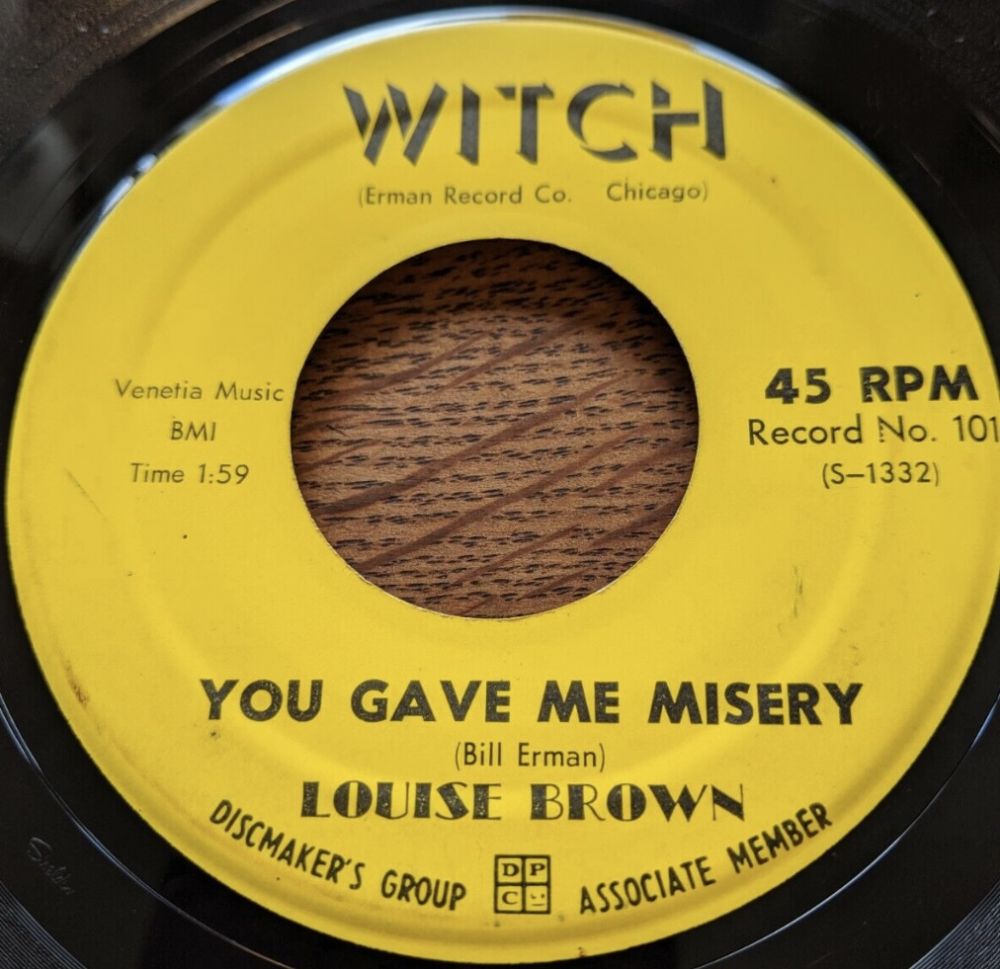 WITCH
(Erman Record Co. Chicago)
Venetia Music
BMI
Time 1:59
45 RPM
Record No. 101
(S-1332)
YOU GAVE ME MISERY
(Bill Erman)
LOUISE BROWN
DISCMAKER'S GROUP
DP
C
ASSOCIATE MEMBER